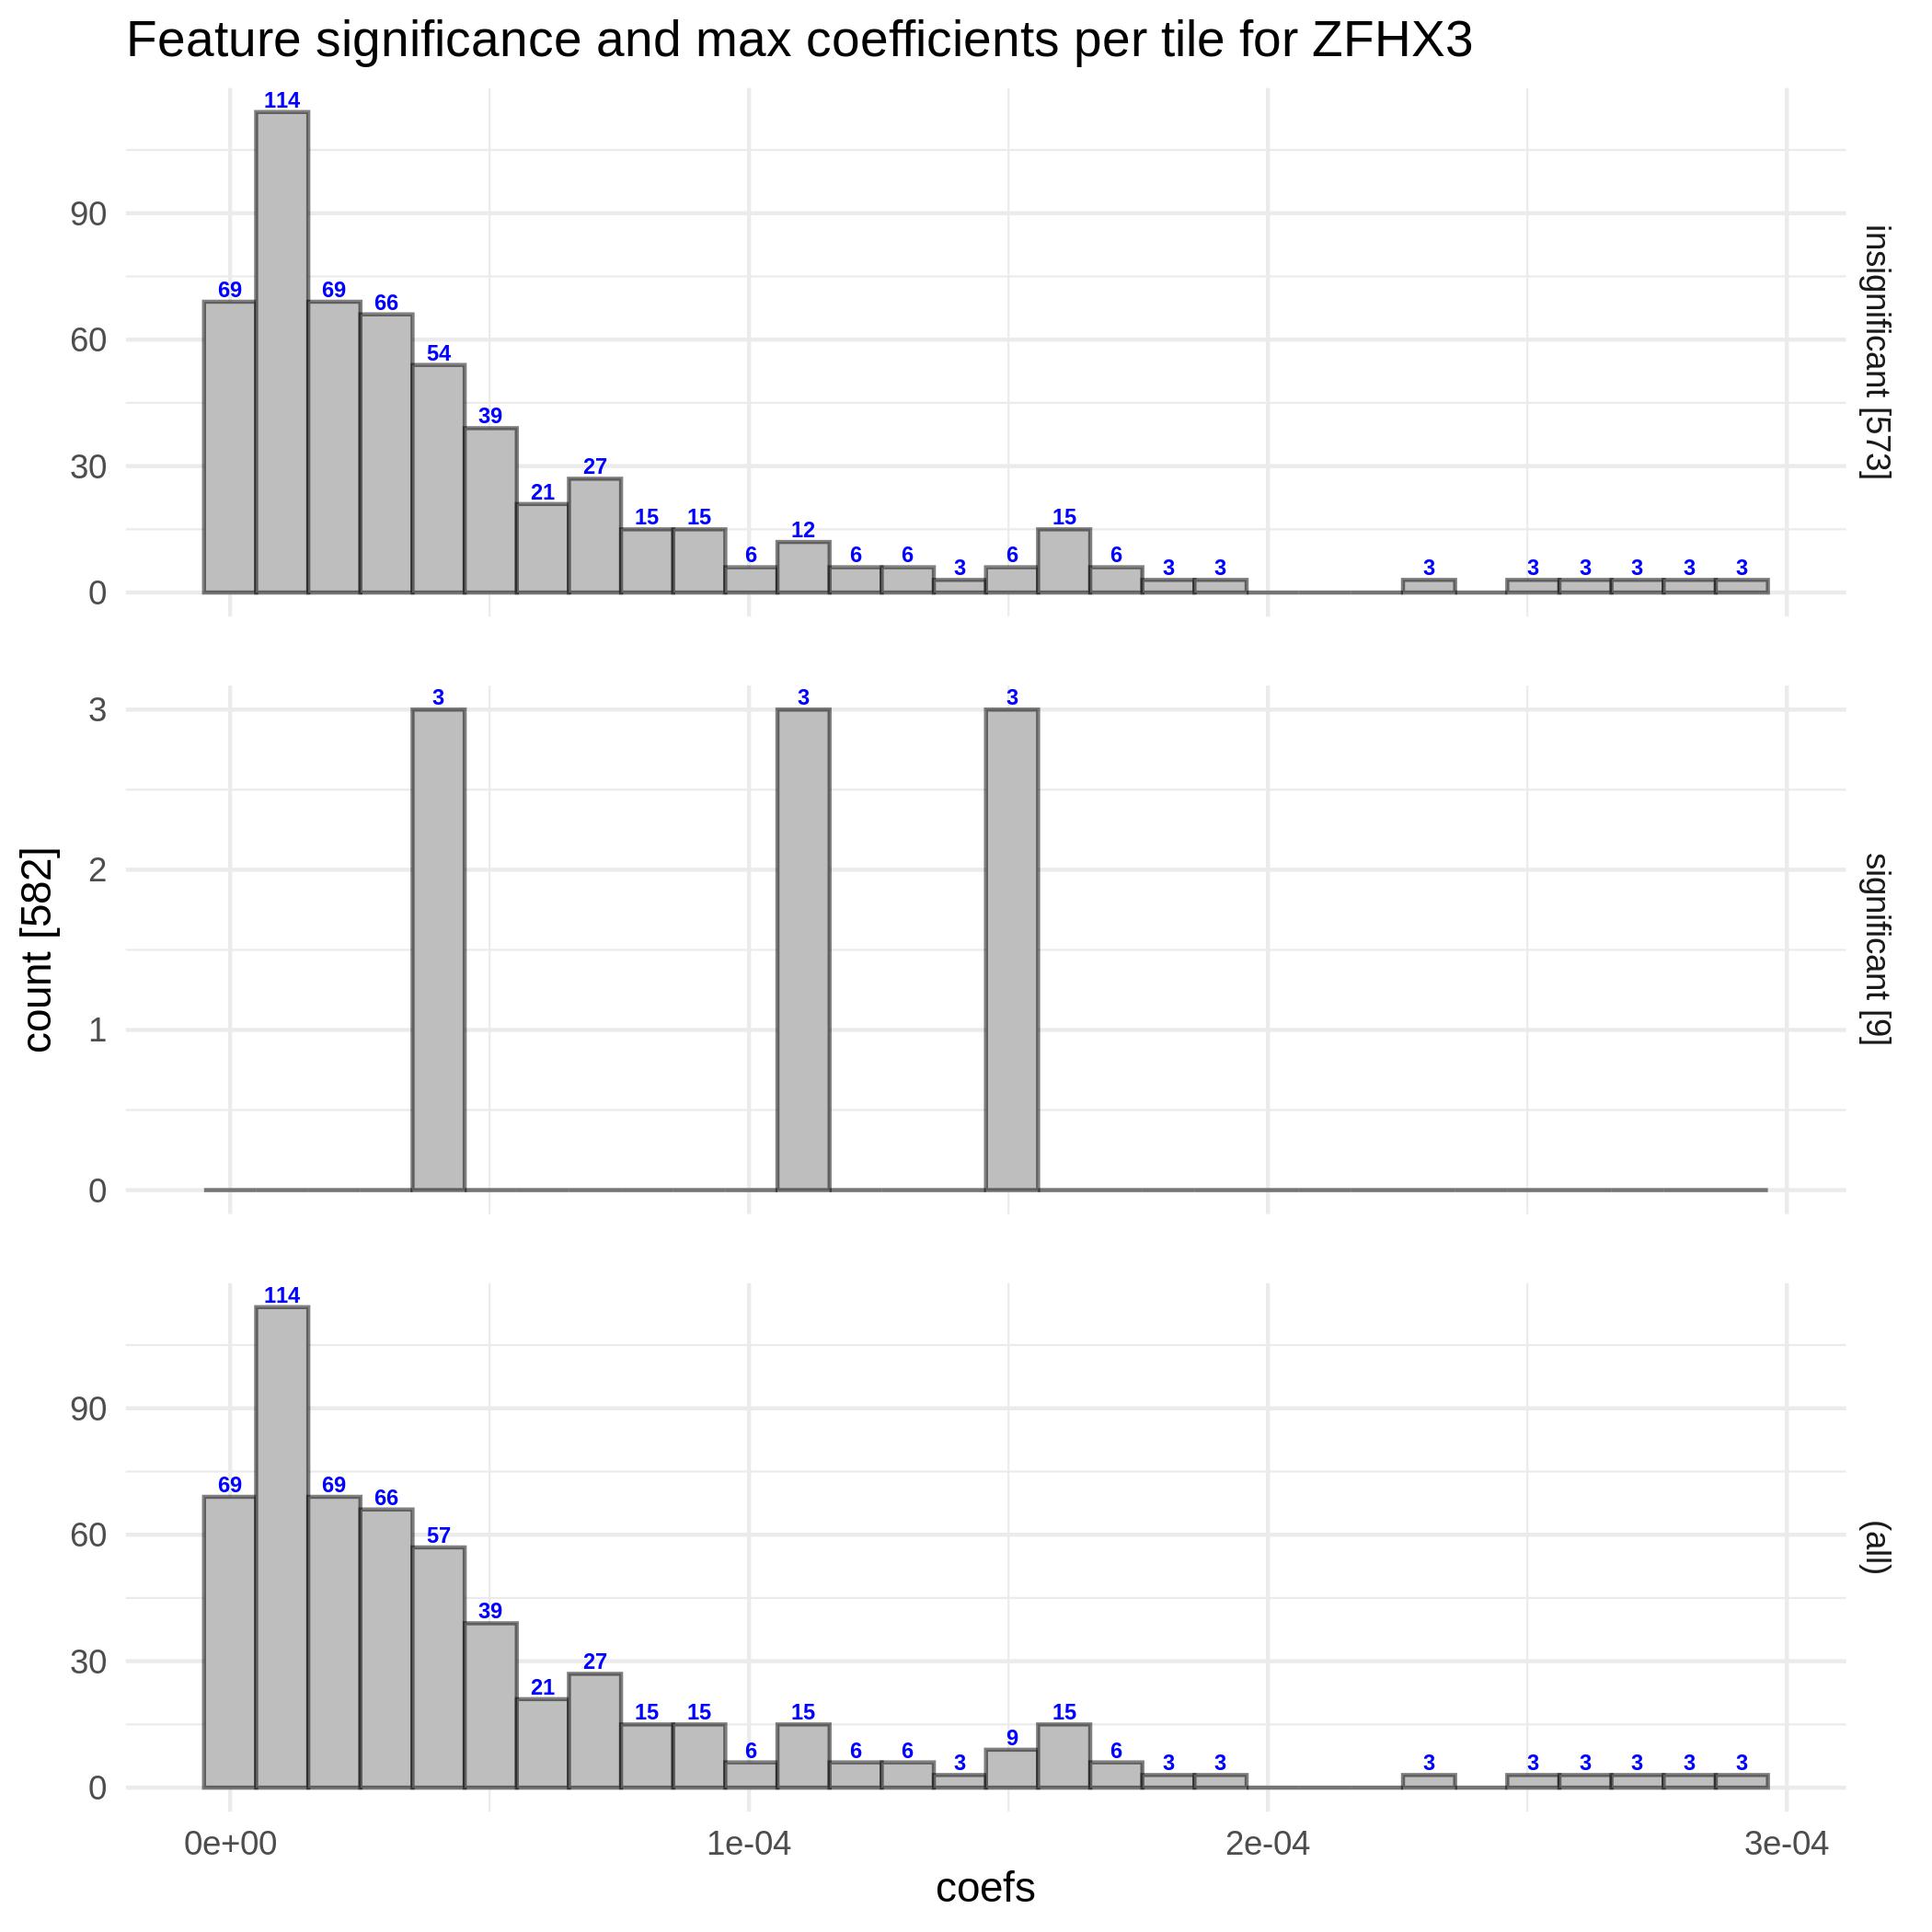 Feature significance and max coefficients per tile for ZFHX3
114
90
69 69 66
60
54
39
30
21 27
15 15
6 12 6 6 3 6 15 6 3 3 3 3 3 3 3 3
0
insignificant [573]
3
3 3 3
2
1
0
significant [9]
count [582]
114
90
69 69 66
60
57
39
30
21 27
15 15
6 15 6 6 3 9 15 6 3 3 3 3 3 3 3 3
0
(all)
0e+00 1e-04 2e-04 3e-04
coefs